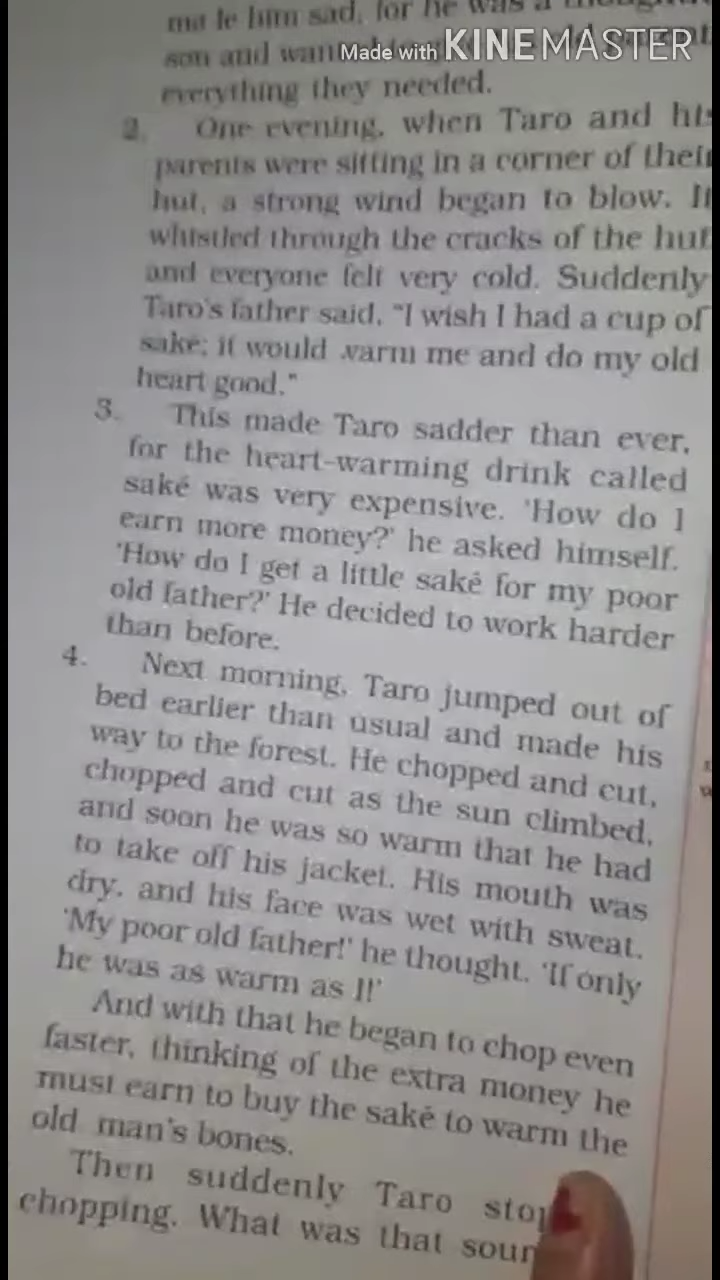 made him sad, for he was a
son and
Made with KINEMASTER
everything they needed.
2. One evening, when Taro and his
parents were sitting in a corner of their
hut, a strong wind began to blow. It
whistled through the cracks of the hut
and everyone felt very cold. Suddenly
Taro's father said, "I wish I had a cup of
saké; it would warm me and do my old
heart good."
3. This made Taro sadder than ever,
for the heart-warming drink called
saké was very expensive. 'How do I
earn more money?' he asked himself.
'How do I get a little saké for my poor
old father?' He decided to work harder
than before.
4. Next morning, Taro jumped out of
bed earlier than usual and made his
way to the forest. He chopped and cut,
chopped and cut as the sun climbed,
and soon he was so warm that he had
to take off his jacket. His mouth was
dry, and his face was wet with sweat.
'My poor old father!' he thought. 'If only
he was as warm as I!'
And with that he began to chop even
faster, thinking of the extra money he
must earn to buy the saké to warm the
old man's bones.
Then suddenly Taro
chopping. What was that